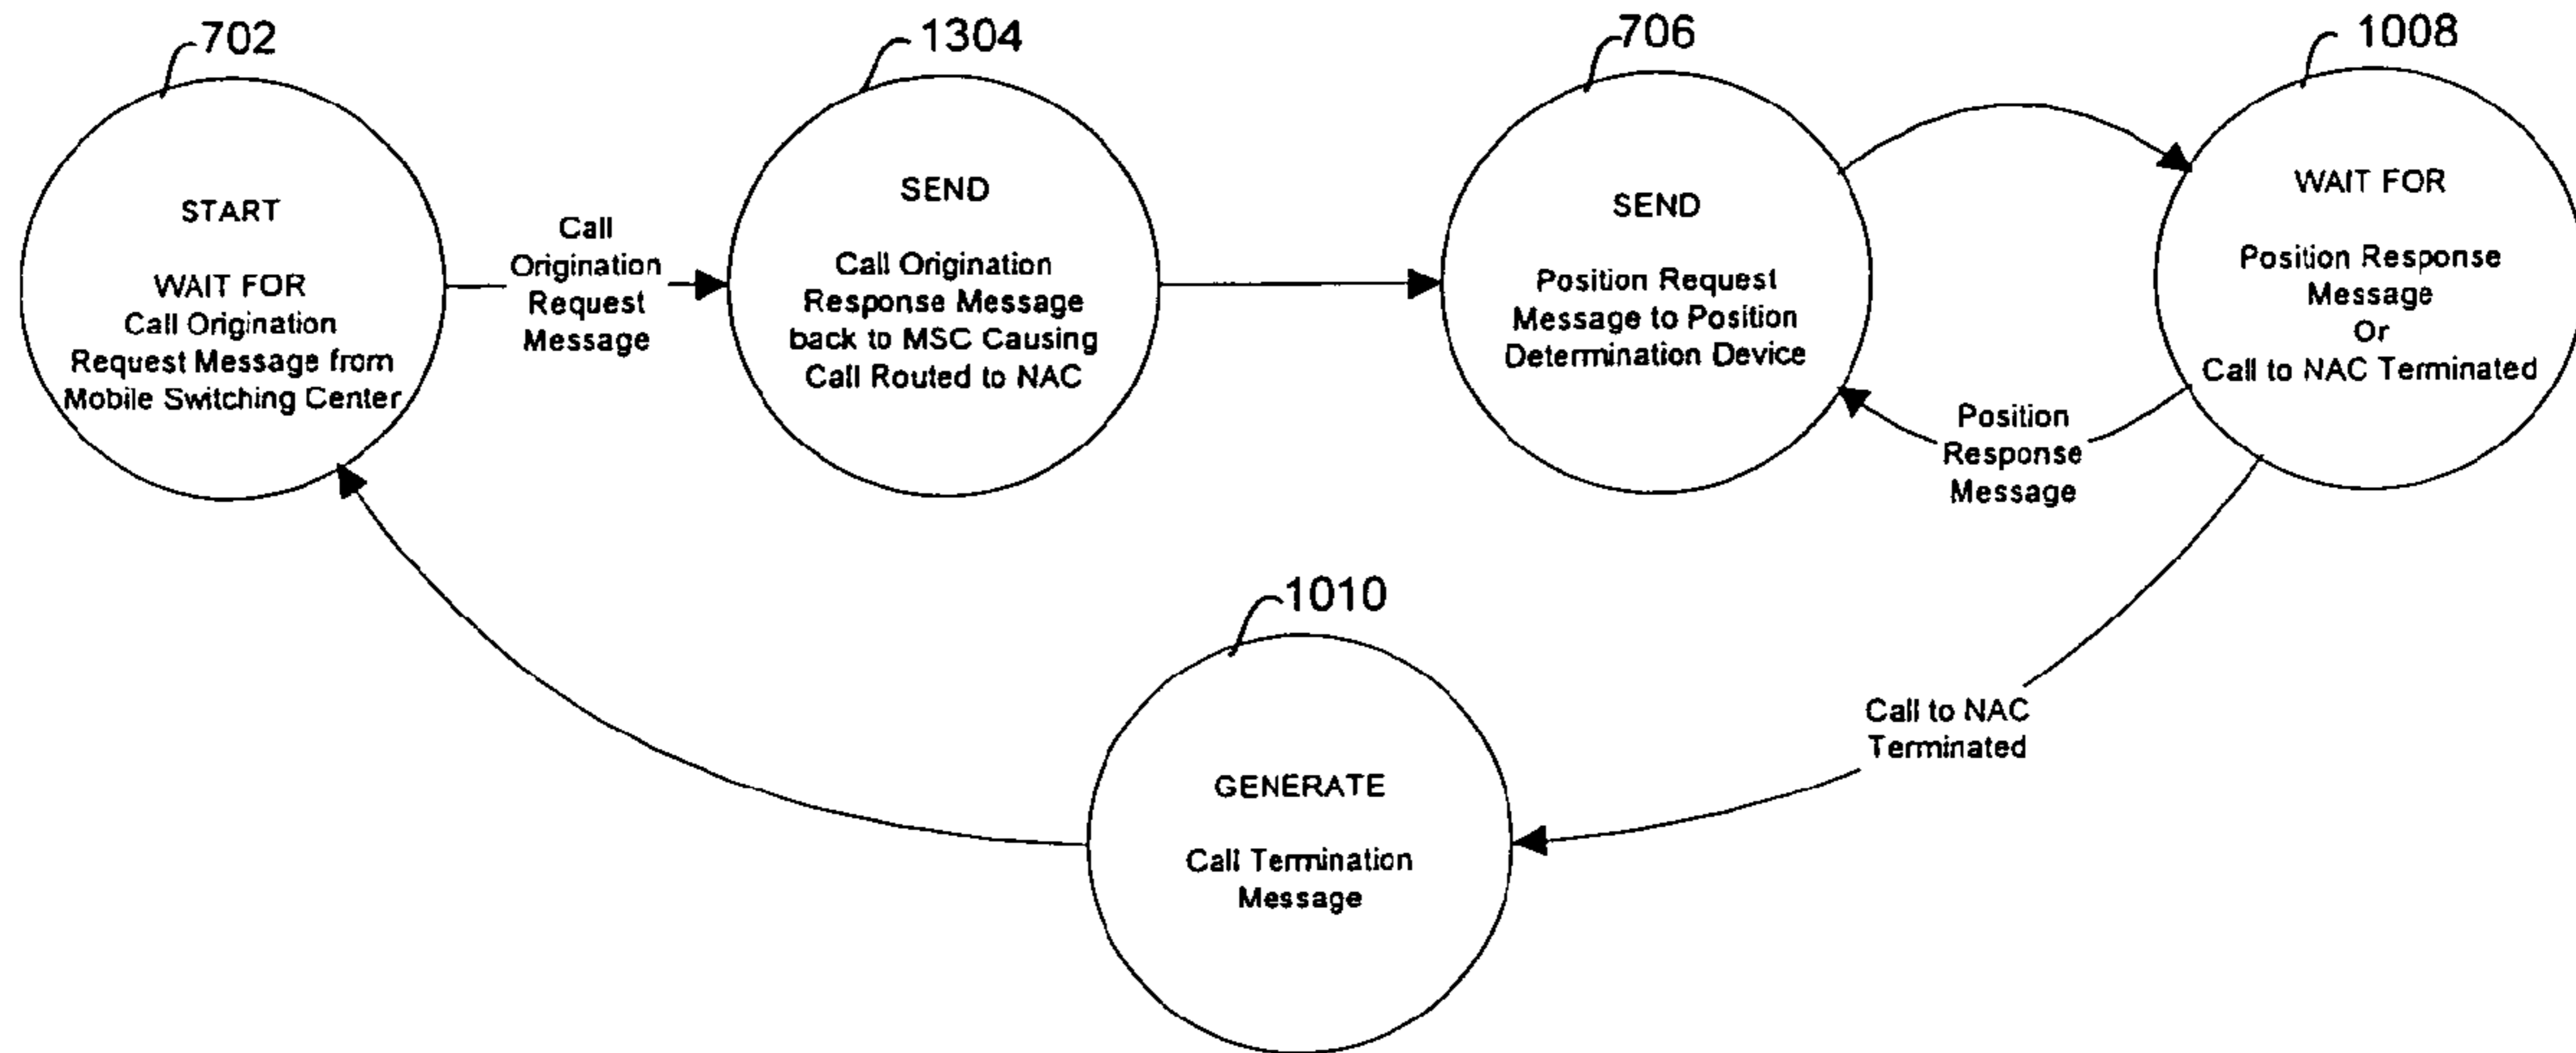 702
START
WAIT FOR
Call Origination
Request Message from
Mobile Switching Center
Call
Origination
Request
Message
1304
SEND
Call Origination
Response Message
back to MSC Causing
Call Routed to NAC
706
SEND
Position Request
Message to Position
Determination Device
1008
WAIT FOR
Position Response
Message
Or
Call to NAC Terminated
Position
Response
Message
Call to NAC
Terminated
1010
GENERATE
Call Termination
Message